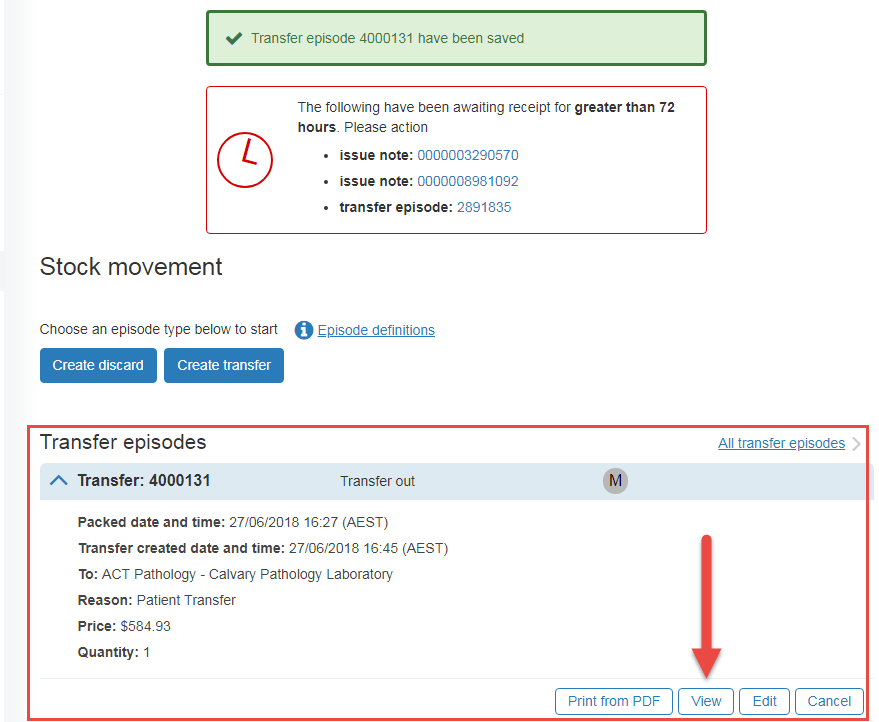 Transfer episode 4000131 have been saved
The following have been awaiting receipt for greater than 72
hours. Please action
• issue note: 0000003290570
• issue note: 0000008981092
• transfer episode: 2891835
Stock movement
Choose an episode type below to start Episode definitions
Create discard Create transfer
Transfer episodes All transfer episodes
Transfer: 4000131 Transfer out M
Packed date and time: 27/06/2018 16:27 (AEST)
Transfer created date and time: 27/06/2018 16:45 (AEST)
To: ACT Pathology - Calvary Pathology Laboratory
Reason: Patient Transfer
Price: $584.93
Quantity: 1
Print from PDF View Edit Cancel